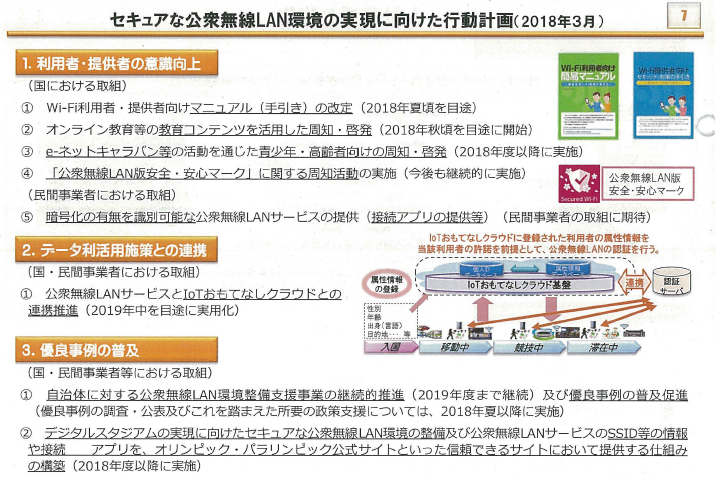 セキュアな公衆無線LAN環境の実現に向けた行動計画(2018年3月)
7
1. 利用者・提供者の意識向上
(国における取組)
① Wi-Fi利用者・提供者向けマニュアル（手引き）の改定（2018年夏頃を目途）
② オンライン教育等の教育コンテンツを活用した周知・啓発（2018年秋頃を目途に開始）
③ e-ネットキャラバン等の活動を通じた青少年・高齢者向けの周知・啓発（2018年度以降に実施）
④ 「公衆無線LAN版安全・安心マーク」に関する周知活動の実施（今後も継続的に実施）
(民間事業者における取組)
⑤ 暗号化の有無を識別可能な公衆無線LANサービスの提供（接続アプリの提供等）（民間事業者の取組に期待）
Wi-Fi利用者向け
簡易マニュアル
Wi-Fi提供者向け
セキュリティ対策の手引き
Secured Wi-Fi
公衆無線LAN版
安全・安心マーク
2. データ利活用施策との連携
(国・民間事業者における取組)
① 公衆無線LANサービスとIoTおもてなしクラウドとの
連携推進（2019年中を目途に実用化）
IoTおもてなしクラウドに登録された利用者の属性情報を
当該利用者の許諾を前提として、公衆無線LANの認証を行う。
属性情報
の登録
IoTおもてなしクラウド基盤
連携
認証
サーバ
性別
年齢
出身(言語)
目的地・・・ 等
入国
移動中
競技中
滞在中
3. 優良事例の普及
(国・民間事業者等における取組)
① 自治体に対する公衆無線LAN環境整備支援事業の継続的推進（2019年度まで継続）及び優良事例の普及促進
（優良事例の調査・公表及びこれを踏まえた所要の政策支援については、2018年夏以降に実施）
② デジタルスタジアムの実現に向けたセキュアな公衆無線LAN環境の整備及び公衆無線LANサービスのSSID等の情報
や接続 アプリを、オリンピック・パラリンピック公式サイトといった信頼できるサイトにおいて提供する仕組み
の構築（2018年度以降に実施）